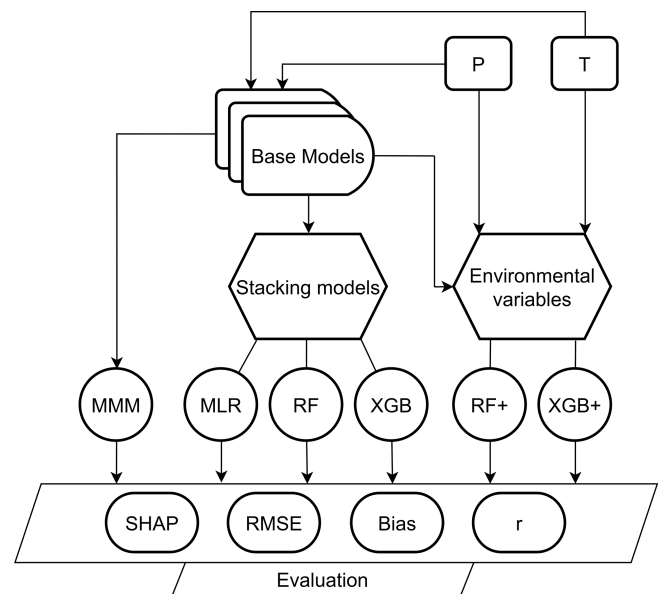 P
T
Base Models
Stacking models
Environmental
variables
MMM
MLR
RF
XGB
RF+
XGB+
SHAP
RMSE
Bias
r
Evaluation